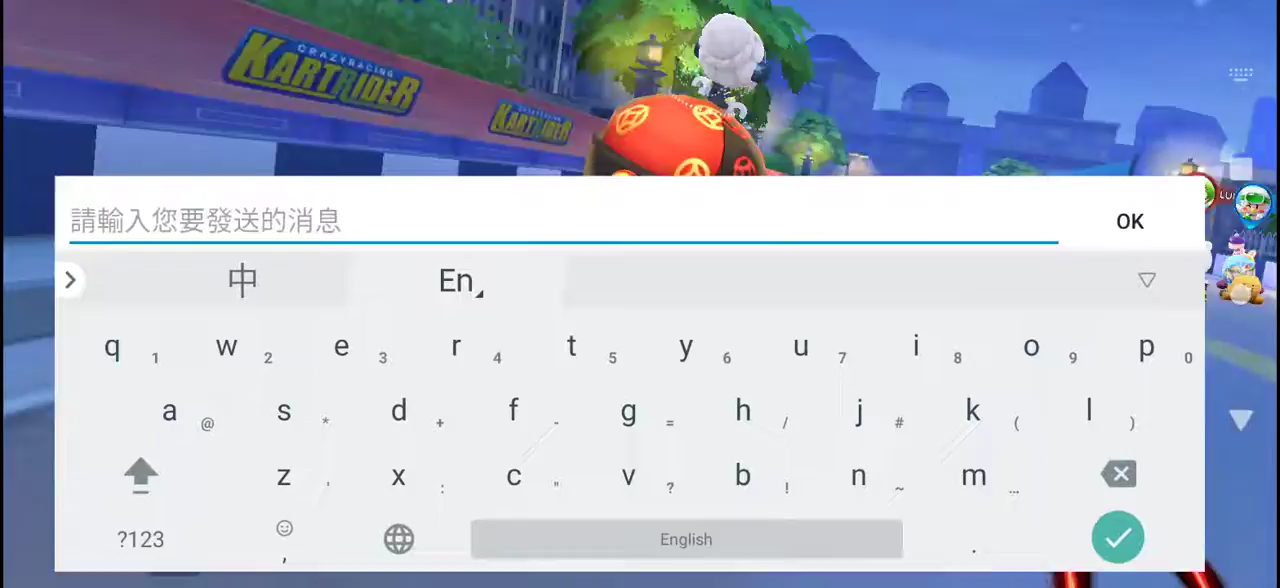 CRAZYRACING
KARTRIDER
KARTRIDER
請輸入您要發送的消息
OK
中 En
q 1 w 2 e 3 r 4 t 5 y 6 u 7 i 8 o 9 p 0
a @ s * d + f - g = h / j # k ( l )
z ' x : c " v ? b ! n ~ m …
?123 , English .